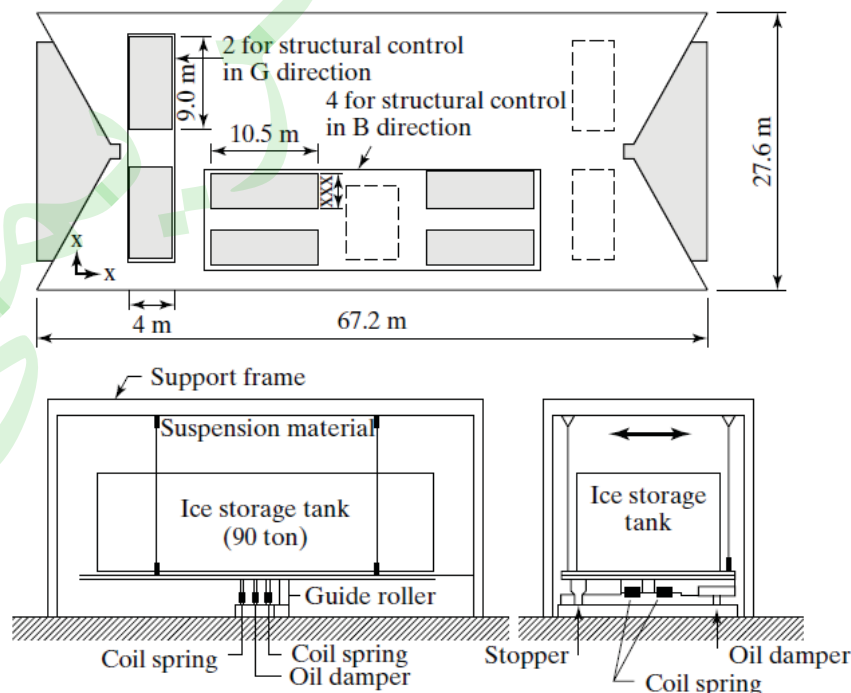 2 for structural control
in G direction
9.0 m
4 for structural control
in B direction
10.5 m
xxx
27.6 m
x
x
4 m
67.2 m
Support frame
Suspension material
Ice storage tank
(90 ton)
Ice storage
tank
Guide roller
Coil spring
Coil spring
Oil damper
Stopper
Oil damper
Coil spring